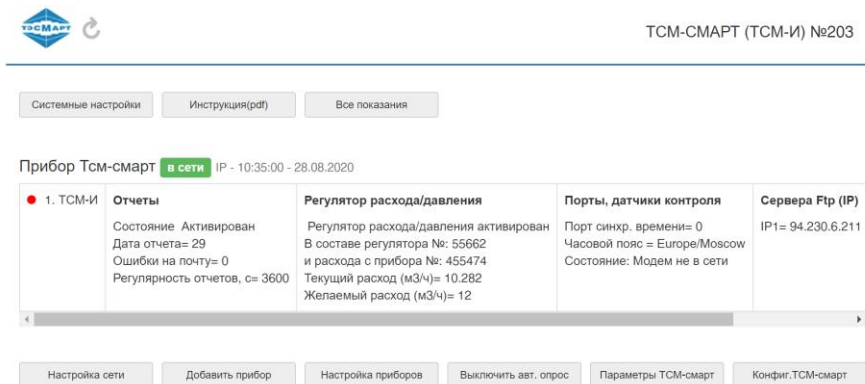 ТЭСМАРТ
ТСМ-СМАРТ (ТСМ-И) №203
Системные настройки
Инструкция(pdf)
Все показания
Прибор Тсм-смарт в сети IP - 10:35:00 - 28.08.2020
1. ТСМ-И
Отчеты
Состояние Активирован
Дата отчета= 29
Ошибки на почту= 0
Регулярность отчетов, с= 3600
Регулятор расхода/давления
Регулятор расхода/давления активирован
В составе регулятора №: 55662
и расхода с прибора №: 455474
Текущий расход (м3/ч)= 10.282
Желаемый расход (м3/ч)= 12
Порты, датчики контроля
Порт синхр. времени= 0
Часовой пояс = Europe/Moscow
Состояние: Модем не в сети
Сервера Ftp (IP)
IP1= 94.230.6.211
Настройка сети
Добавить прибор
Настройка приборов
Выключить авт. опрос
Параметры ТСМ-смарт
Конфиг.ТСМ-смарт